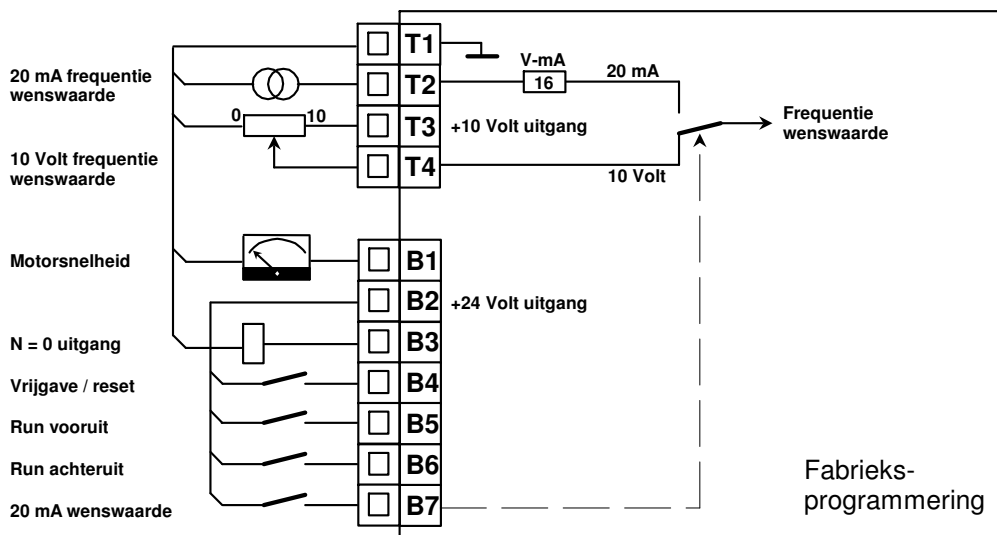 T1
20 mA frequentie
wenswaarde
T2
V-mA
16
20 mA
0
10
T3
+10 Volt uitgang
Frequentie
wenswaarde
10 Volt frequentie
wenswaarde
T4
10 Volt
Motorsnelheid
B1
B2
+24 Volt uitgang
N = 0 uitgang
B3
Vrijgave / reset
B4
Run vooruit
B5
Run achteruit
B6
20 mA wenswaarde
B7
Fabrieks-
programmering